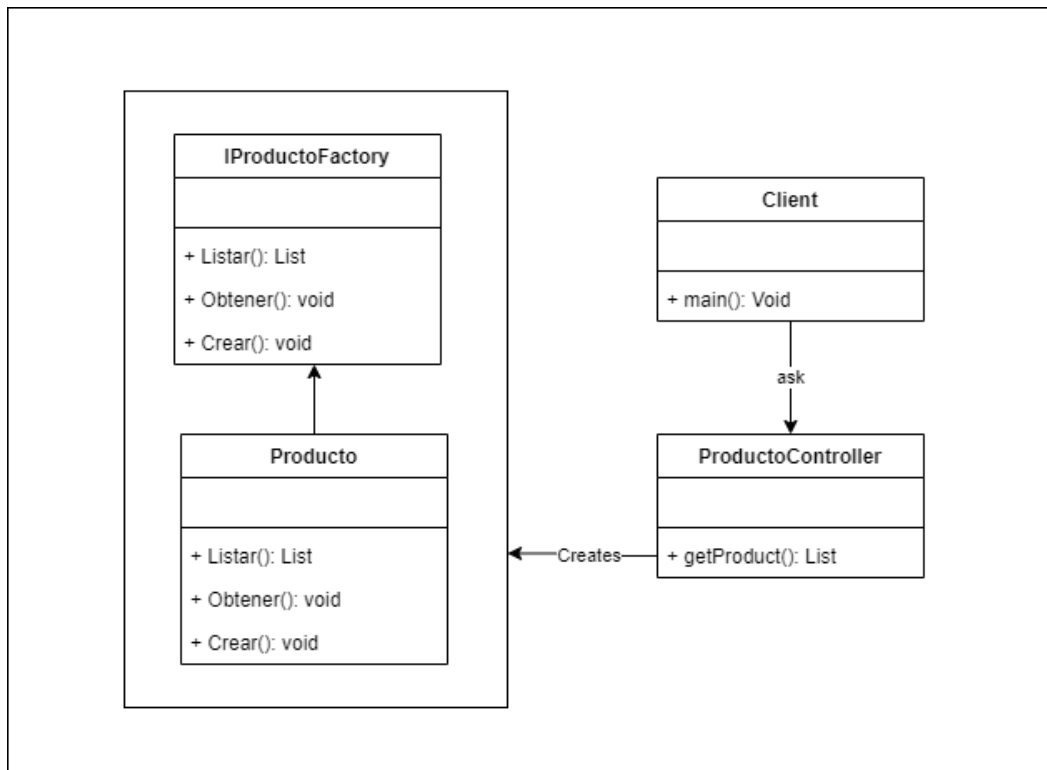 IProductoFactory
+ Listar(): List
+ Obtener(): void
+ Crear(): void
Producto
+ Listar(): List
+ Obtener(): void
+ Crear(): void
Client
+ main(): Void
ask
ProductoController
+ getProduct(): List
Creates